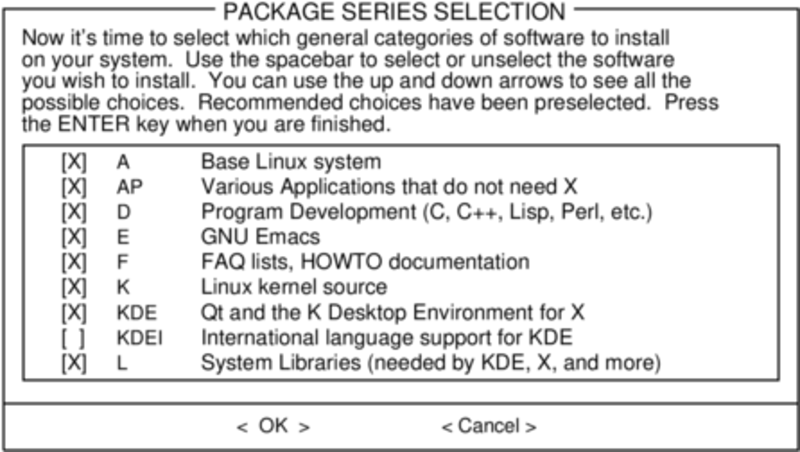 PACKAGE SERIES SELECTION
Now it's time to select which general categories of software to install
on your system. Use the spacebar to select or unselect the software
you wish to install. You can use the up and down arrows to see all the
possible choices. Recommended choices have been preselected. Press
the ENTER key when you are finished.
[X] A Base Linux system
[X] AP Various Applications that do not need X
[X] D Program Development (C, C++, Lisp, Perl, etc.)
[X] E GNU Emacs
[X] F FAQ lists, HOWTO documentation
[X] K Linux kernel source
[X] KDE Qt and the K Desktop Environment for X
[ ] KDEI International language support for KDE
[X] L System Libraries (needed by KDE, X, and more)
< OK > < Cancel >